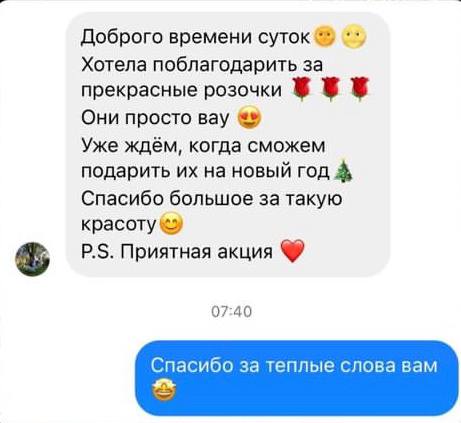 Доброго времени суток🌞🌝
Хотела поблагодарить за
прекрасные розочки 🌹🌹🌹
Они просто вау 😍
Уже ждём, когда сможем
подарить их на новый год🎄
Спасибо большое за такую
красоту😊
P.S. Приятная акция ❤️
07:40
Спасибо за теплые слова вам
🤩